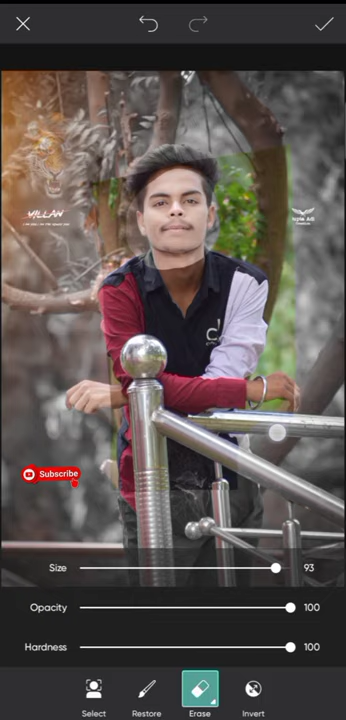 VILLAN
Subscribe
Size
93
Opacity
100
Hardness
100
Select
Restore
Erase
Invert